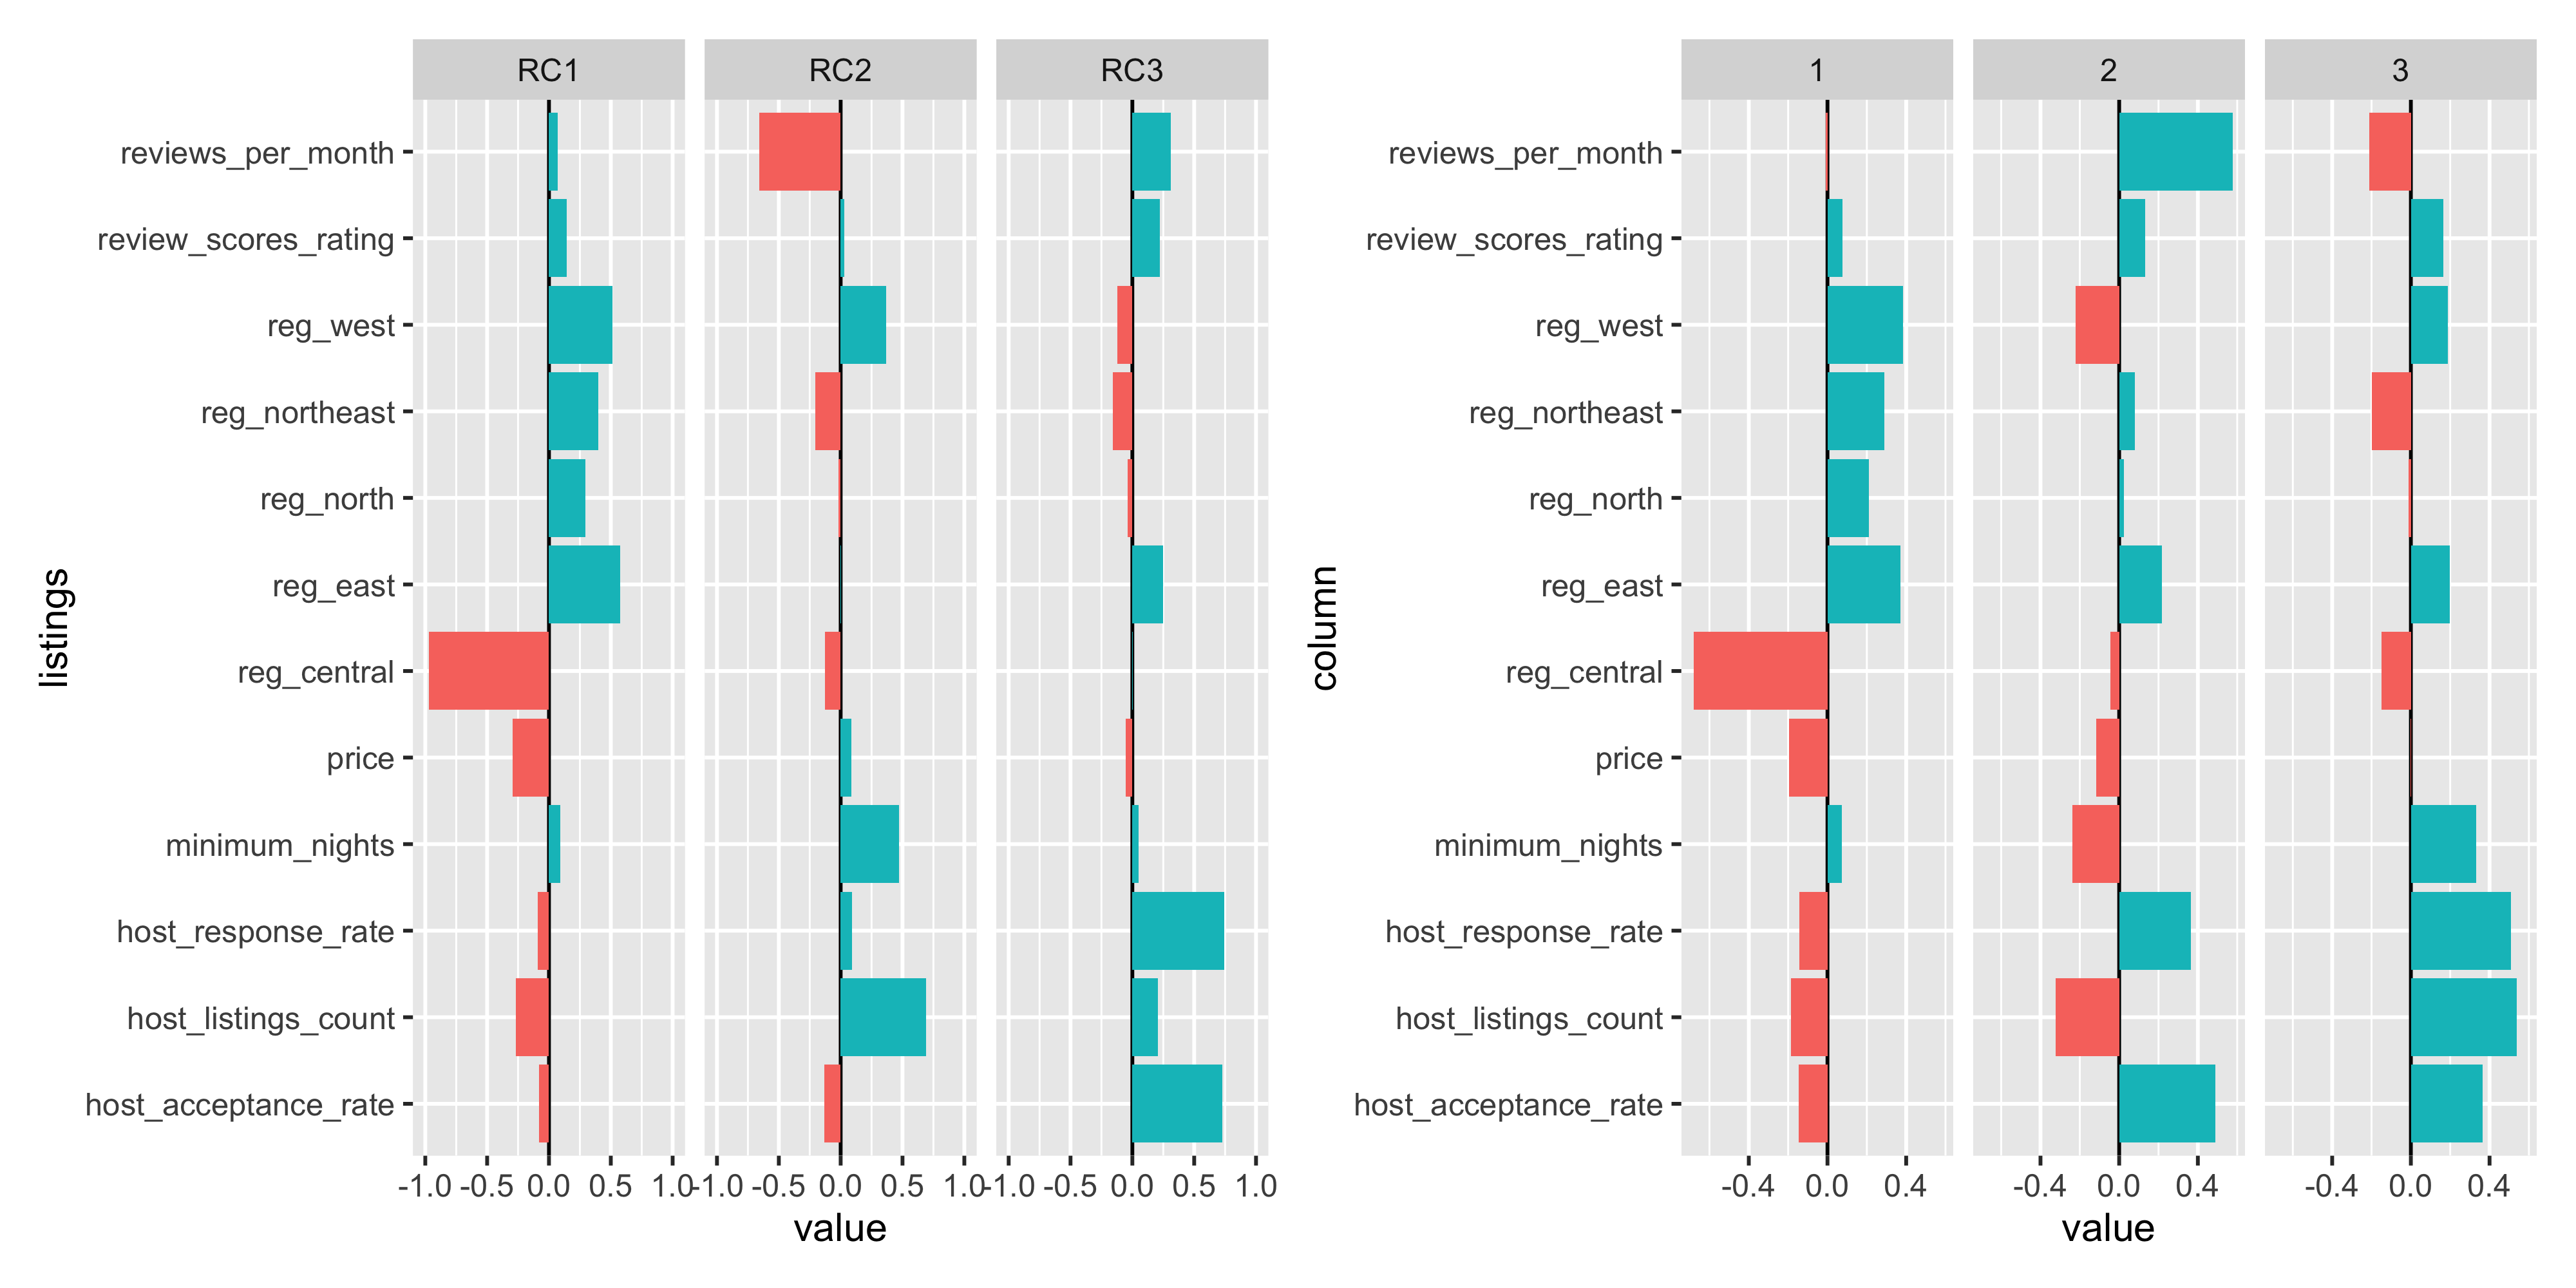 RC1 RC2 RC3
reviews_per_month
review_scores_rating
reg_west
reg_northeast
reg_north
reg_east
reg_central
price
minimum_nights
host_response_rate
host_listings_count
host_acceptance_rate
listings
-1.0 -0.5 0.0 0.5 1.0 -1.0 -0.5 0.0 0.5 1.0 -1.0 -0.5 0.0 0.5 1.0
value
1 2 3
reviews_per_month
review_scores_rating
reg_west
reg_northeast
reg_north
reg_east
reg_central
price
minimum_nights
host_response_rate
host_listings_count
host_acceptance_rate
column
-0.4 0.0 0.4 -0.4 0.0 0.4 -0.4 0.0 0.4
value